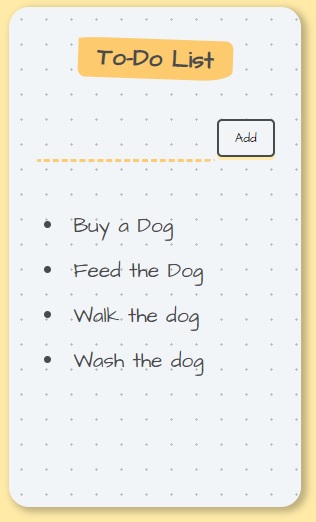 To-Do List
Add
Buy a Dog
Feed the Dog
Walk the dog
Wash the dog